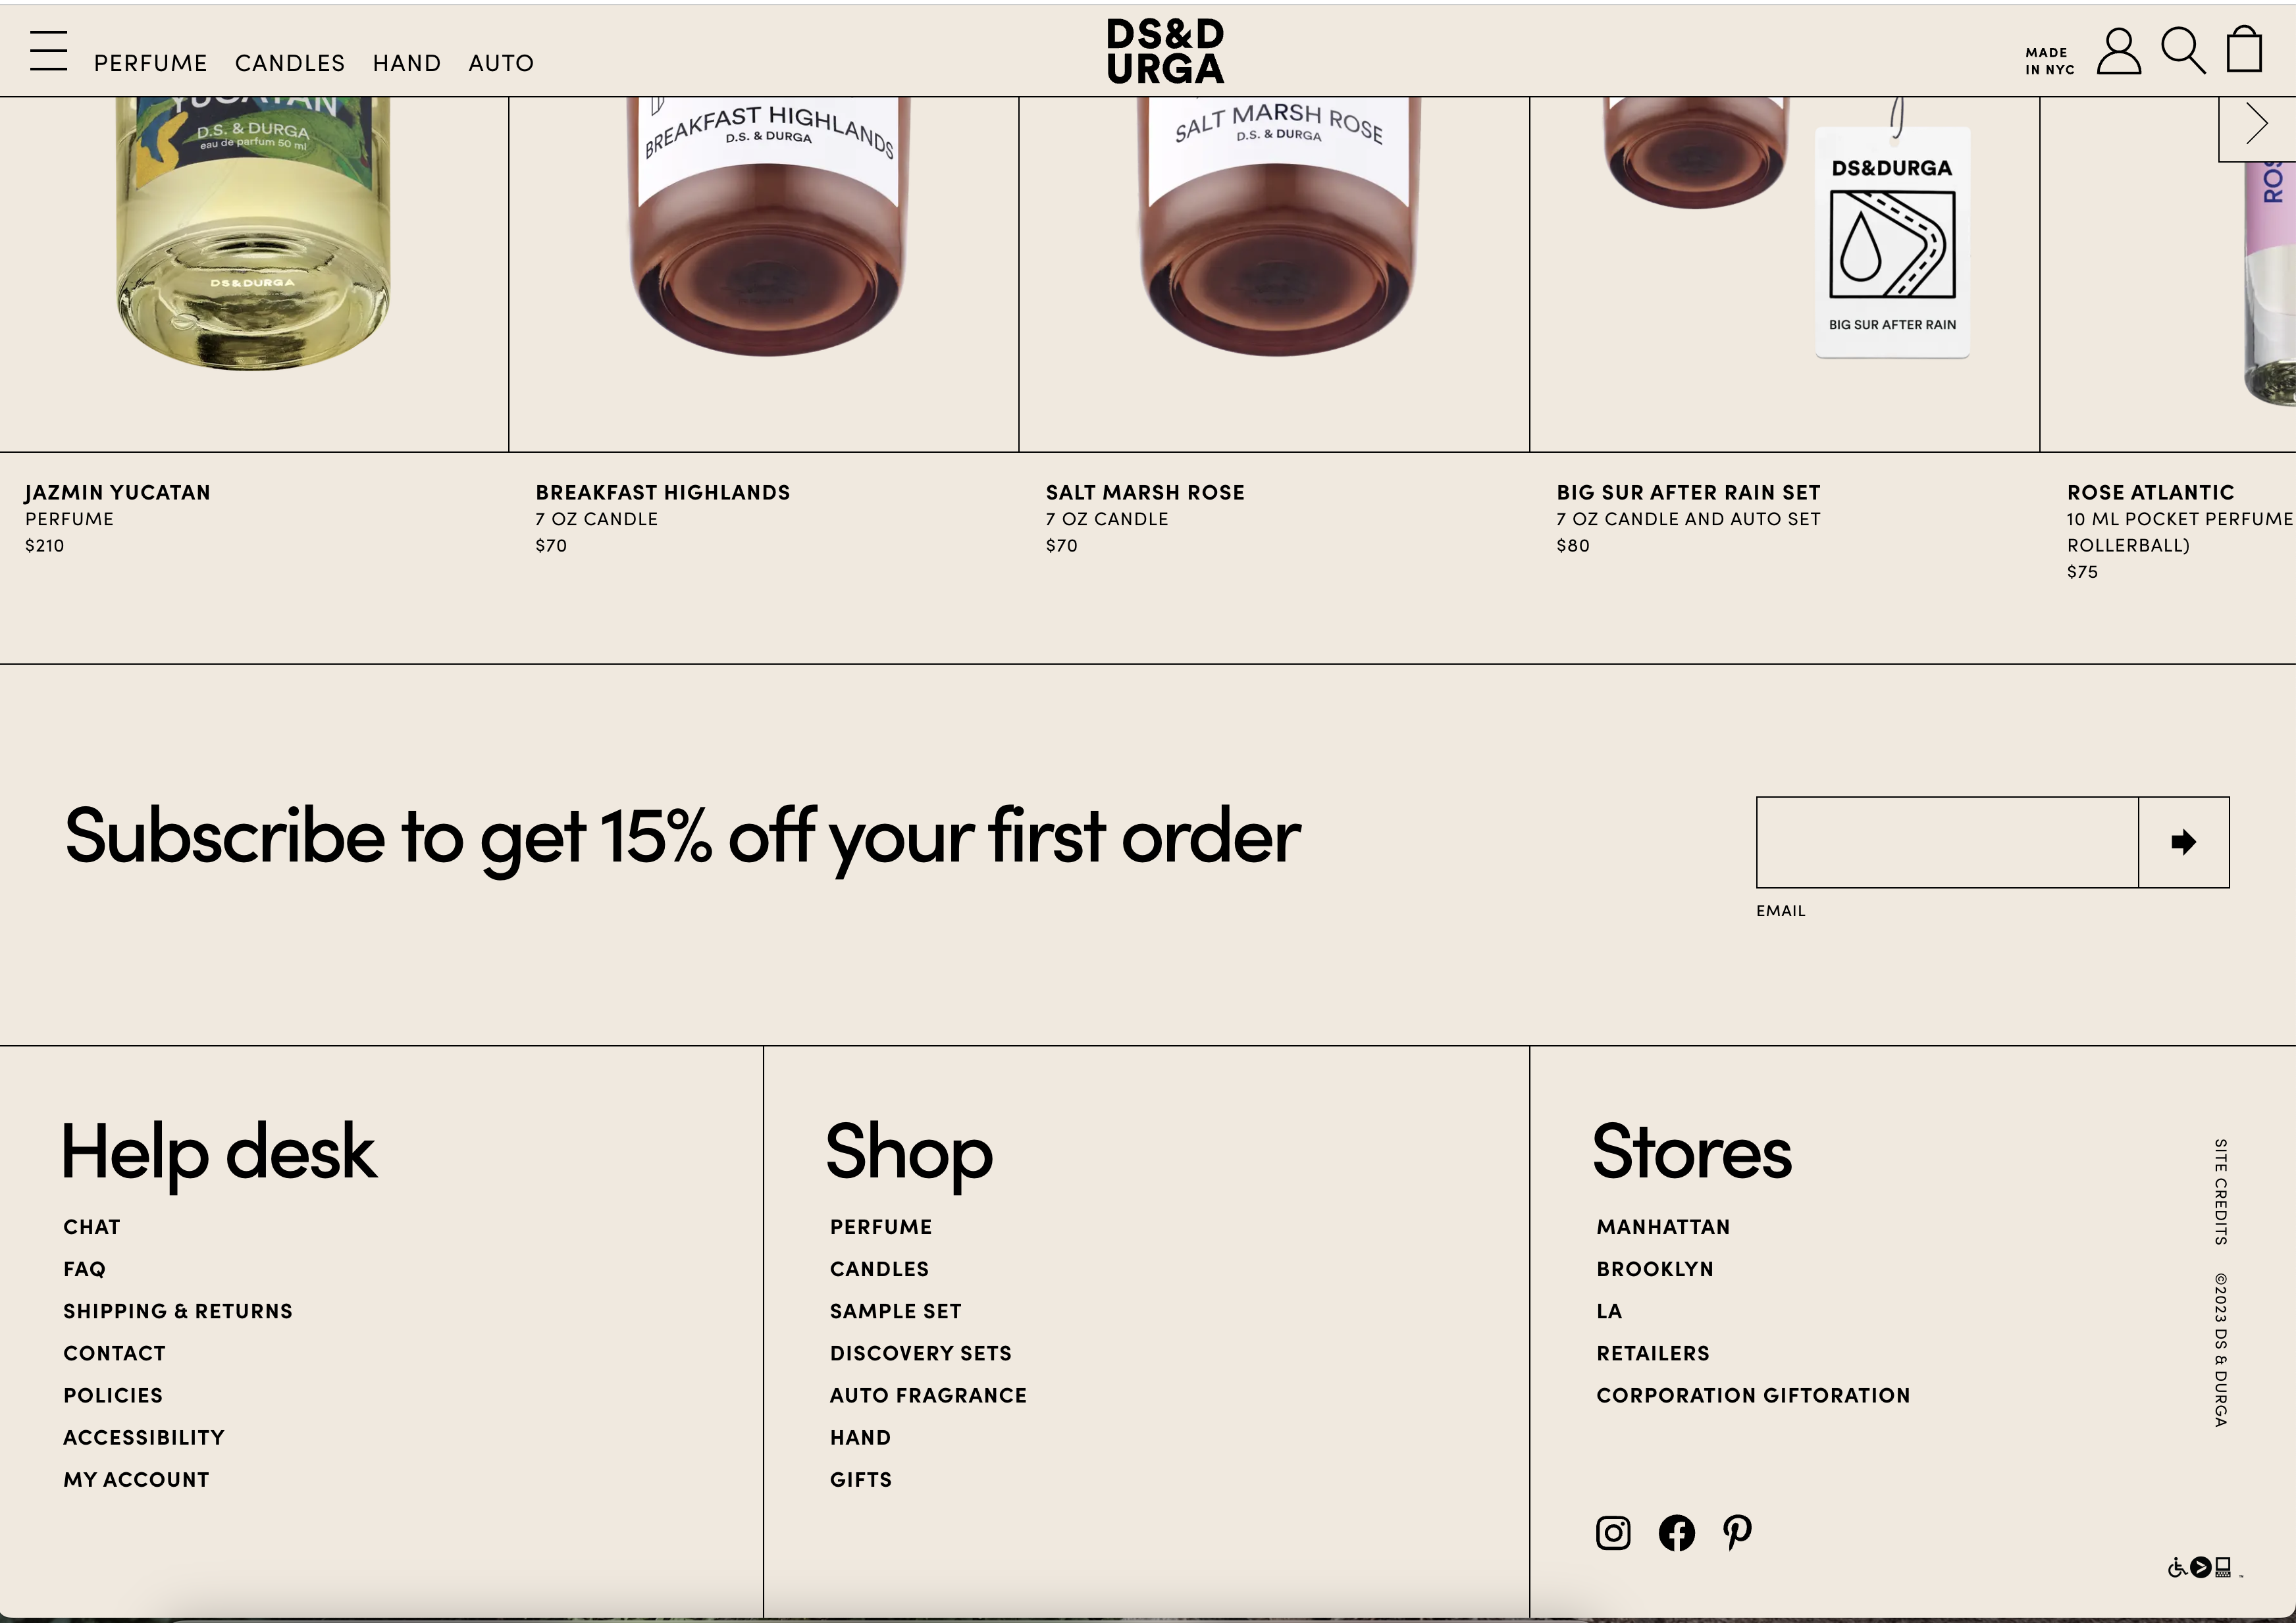 PERFUME CANDLES HAND AUTO
DS&D
URGA
MADE
IN NYC
YUCATAN
D.S. & DURGA
eau de parfum 50 ml
DS&DURGA
BREAKFAST HIGHLANDS
D.S. & DURGA
SALT MARSH ROSE
D.S. & DURGA
DS&DURGA
BIG SUR AFTER RAIN
ROS
JAZMIN YUCATAN
PERFUME
$210
BREAKFAST HIGHLANDS
7 OZ CANDLE
$70
SALT MARSH ROSE
7 OZ CANDLE
$70
BIG SUR AFTER RAIN SET
7 OZ CANDLE AND AUTO SET
$80
ROSE ATLANTIC
10 ML POCKET PERFUME
ROLLERBALL)
$75
Subscribe to get 15% off your first order
EMAIL
Help desk
CHAT
FAQ
SHIPPING & RETURNS
CONTACT
POLICIES
ACCESSIBILITY
MY ACCOUNT
Shop
PERFUME
CANDLES
SAMPLE SET
DISCOVERY SETS
AUTO FRAGRANCE
HAND
GIFTS
Stores
MANHATTAN
BROOKLYN
LA
RETAILERS
CORPORATION GIFTORATION
SITE CREDITS ©2023 DS & DURGA